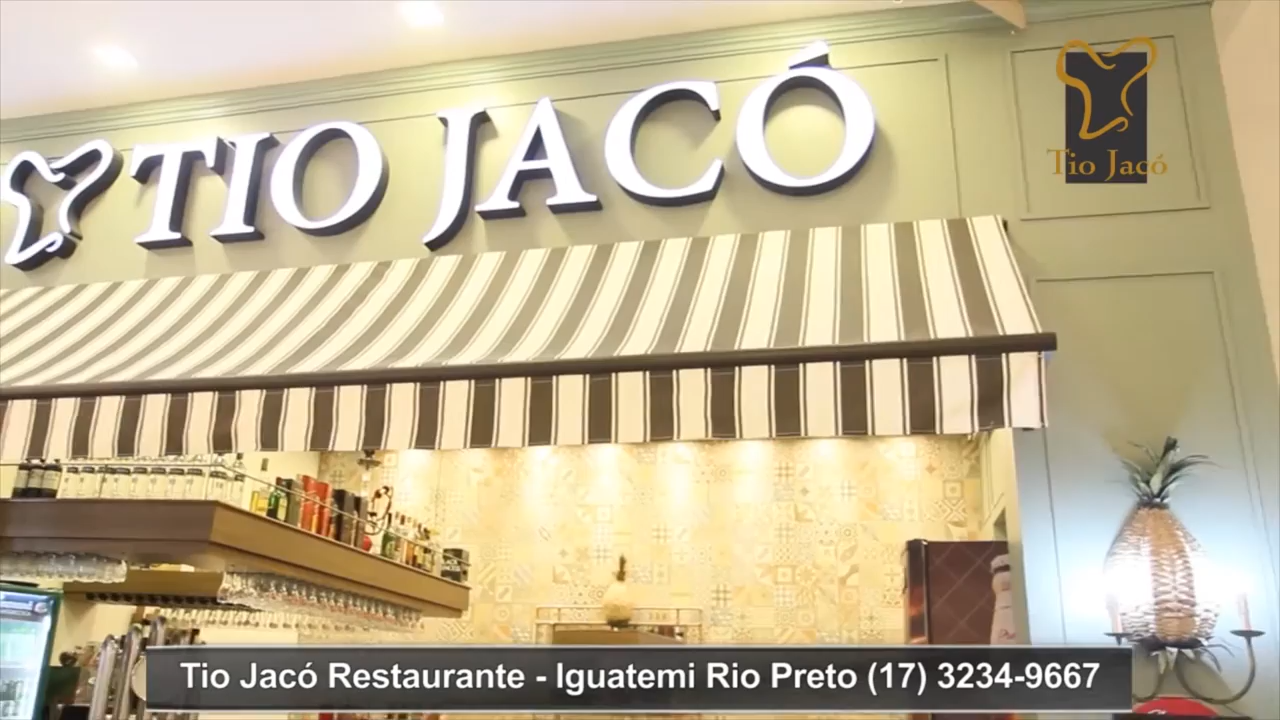 TIO JACÓ
Tio Jacó
Tio Jacó Restaurante - Iguatemi Rio Preto (17) 3234-9667